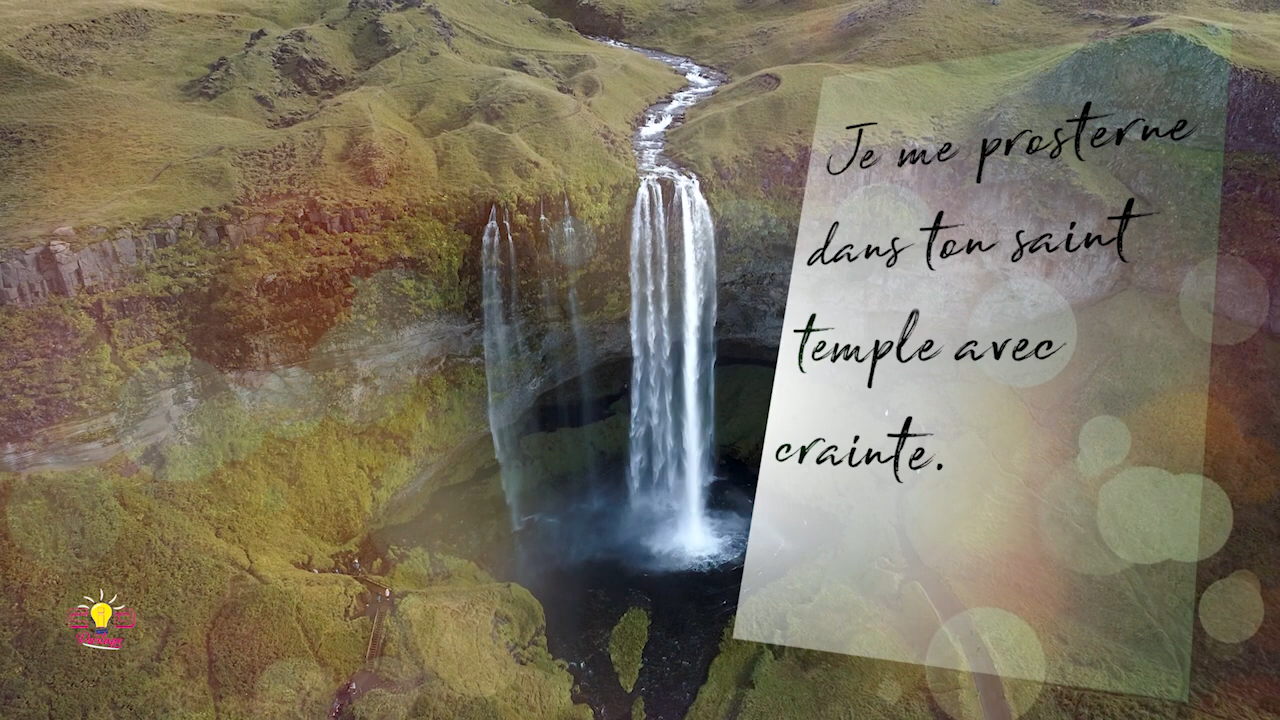 Je me prosterne
dans ton saint
temple avec
crainte.